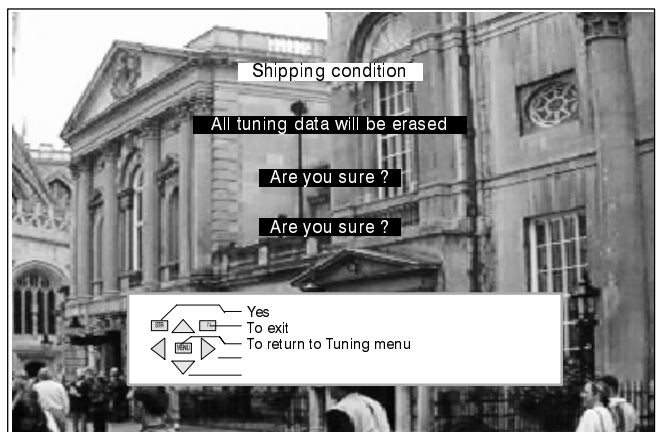 Shipping condition
All tuning data will be erased
Are you sure ?
Are you sure ?
Yes
STR
To exit
MENU
To return to Tuning menu